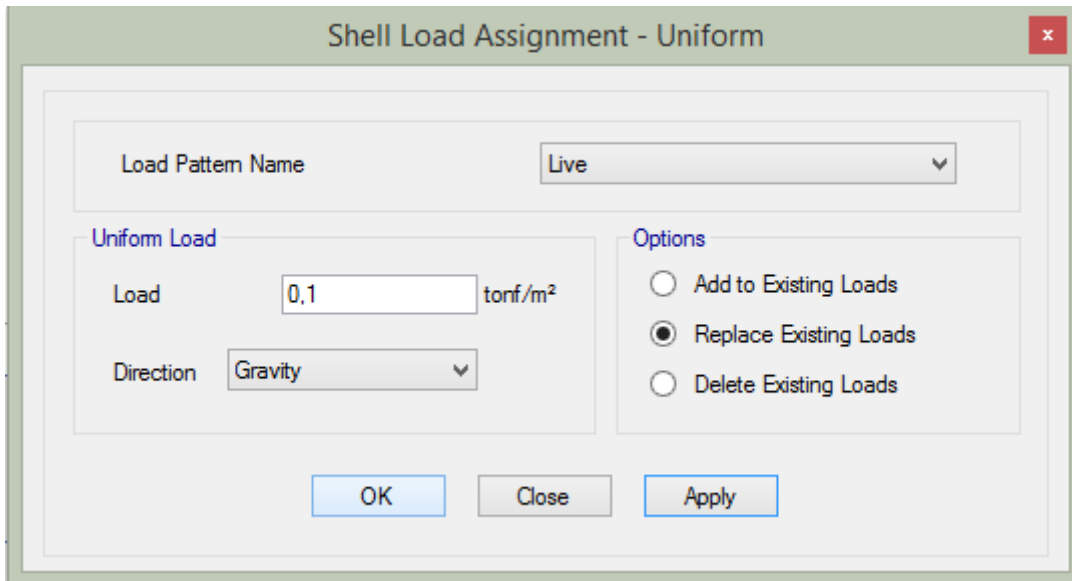 Shell Load Assignment - Uniform
x
Load Pattern Name
Live
Uniform Load
Load
0,1
tonf/m²
Direction
Gravity
Options
Add to Existing Loads
Replace Existing Loads
Delete Existing Loads
OK
Close
Apply